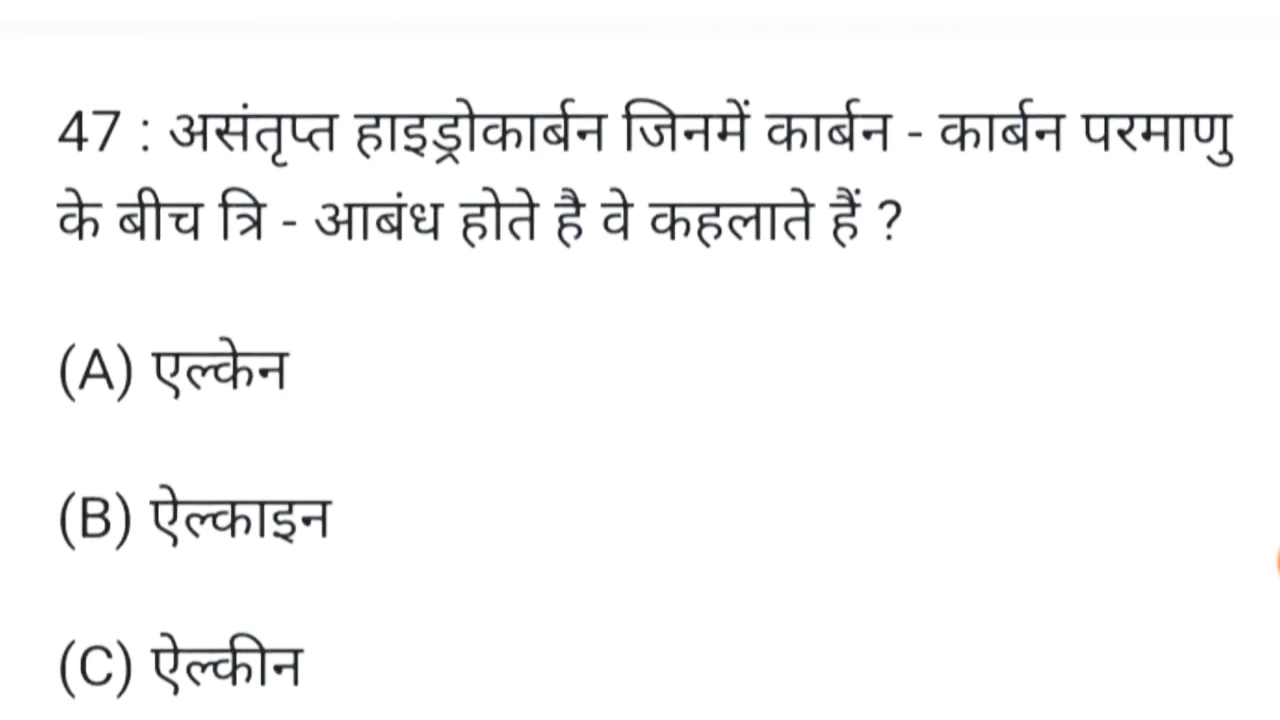 47 : असंतृप्त हाइड्रोकार्बन जिनमें कार्बन - कार्बन परमाणु
के बीच त्रि - आबंध होते है वे कहलाते हैं ?
(A) एल्केन
(B) ऐल्काइन
(C) ऐल्कीन